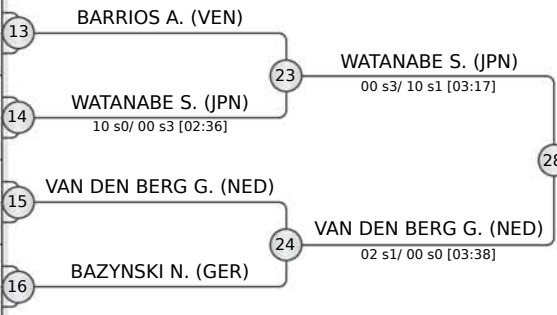 BARRIOS A. (VEN)
13
23
WATANABE S. (JPN)
00 s3/ 10 s1 [03:17]
WATANABE S. (JPN)
14
10 s0/ 00 s3 [02:36]
28
VAN DEN BERG G. (NED)
15
24
VAN DEN BERG G. (NED)
02 s1/ 00 s0 [03:38]
BAZYNSKI N. (GER)
16